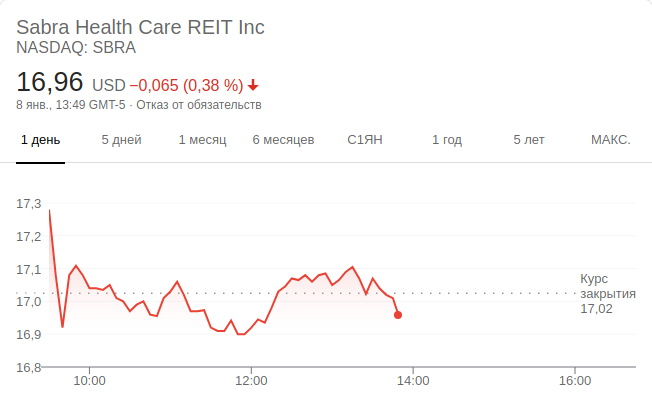 Sabra Health Care REIT Inc
NASDAQ: SBRA
16,96 USD −0,065 (0,38 %)
8 янв., 13:49 GMT-5 · Отказ от обязательств
1 день 5 дней 1 месяц 6 месяцев С1ЯН 1 год 5 лет МАКС.
17,3
17,2
17,1
17,0
16,9
16,8
Курс
закрытия
17,02
10:00 12:00 14:00 16:00